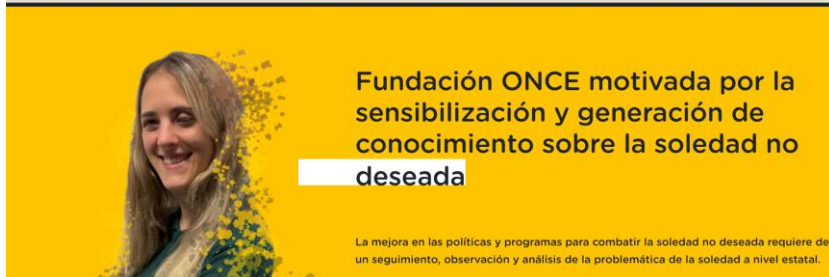 Fundación ONCE motivada por la
sensibilización y generación de
conocimiento sobre la soledad no
deseada
La mejora en las políticas y programas para combatir la soledad no deseada requiere de
un seguimiento, observación y análisis de la problemática de la soledad a nivel estatal.